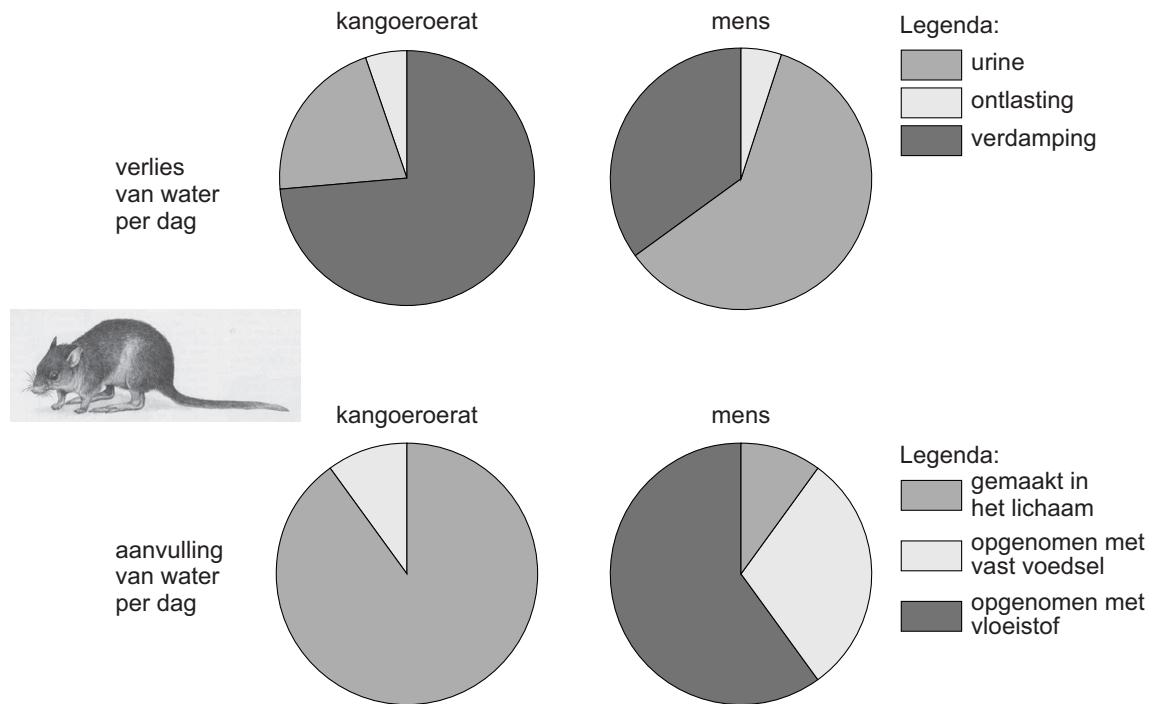 kangoeroerat
mens
Legenda:
urine
ontlasting
verdamping
verlies
van water
per dag
kangoeroerat
mens
Legenda:
gemaakt in
het lichaam
opgenomen met
vast voedsel
opgenomen met
vloeistof
aanvulling
van water
per dag